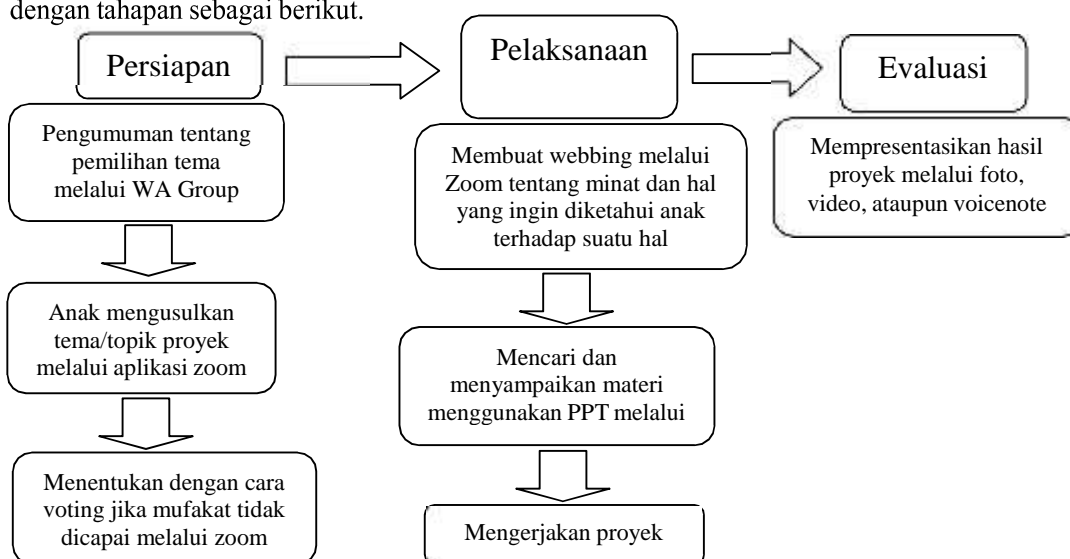 dengan tahapan sebagai berikut.
Persiapan
Pelaksanaan
Evaluasi
Pengumuman tentang
pemilihan tema
melalui WA Group
Anak mengusulkan
tema/topik proyek
melalui aplikasi zoom
Menentukan dengan cara
voting jika mufakat tidak
dicapai melalui zoom
Membuat webbing melalui
Zoom tentang minat dan hal
yang ingin diketahui anak
terhadap suatu hal
Mencari dan
menyampaikan materi
menggunakan PPT melalui
Mengerjakan proyek
Mempresentasikan hasil
proyek melalui foto,
video, ataupun voicenote